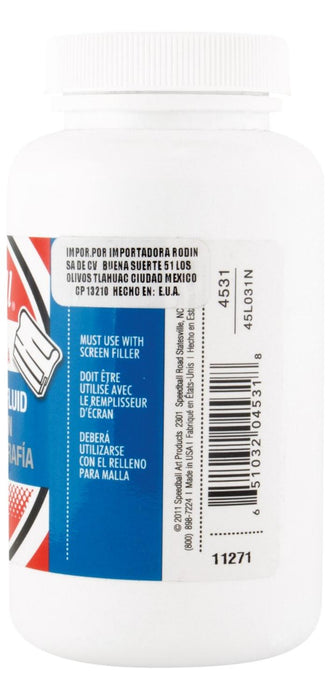 IMPOR.POR IMPORTADORA RODIN
SA DE CV BUENA SUERTE 51 LOS
OLIVOS TLAHUAC CIUDAD MEXICO
CP 13210 HECHO EN: E.U.A.
MUST USE WITH
SCREEN FILLER
DOIT ÊTRE
UTILISÉ AVEC
LE REMPLISSEUR
D'ÉCRAN
DEBERÁ
UTILIZARSE
CON EL RELLENO
PARA MALLA
© 2011 Speedball Art Products 2301 Speedball Road Statesville, NC
(800) 898-7224 | Made in USA | Fabriqué en États-Unis | Hecho en Est
4531
45L031N
6 51032 04531 8
11271